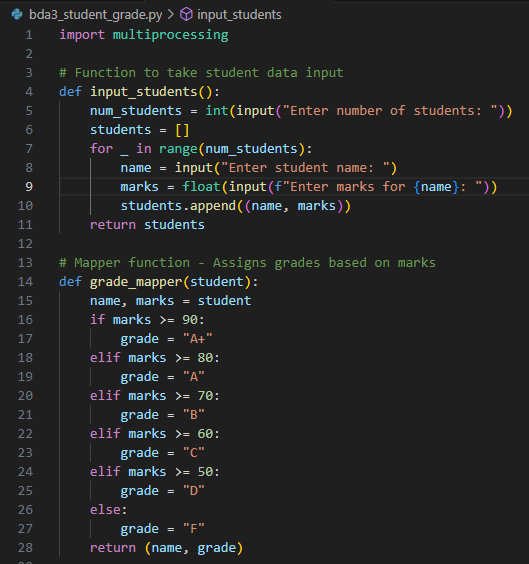 bda3_student_grade.py > input_students
1 import multiprocessing
2
3 # Function to take student data input
4 def input_students():
5     num_students = int(input("Enter number of students: "))
6     students = []
7     for _ in range(num_students):
8         name = input("Enter student name: ")
9         marks = float(input(f"Enter marks for {name}: "))
10         students.append((name, marks))
11     return students
12
13 # Mapper function - Assigns grades based on marks
14 def grade_mapper(student):
15     name, marks = student
16     if marks >= 90:
17         grade = "A+"
18     elif marks >= 80:
19         grade = "A"
20     elif marks >= 70:
21         grade = "B"
22     elif marks >= 60:
23         grade = "C"
24     elif marks >= 50:
25         grade = "D"
26     else:
27         grade = "F"
28     return (name, grade)